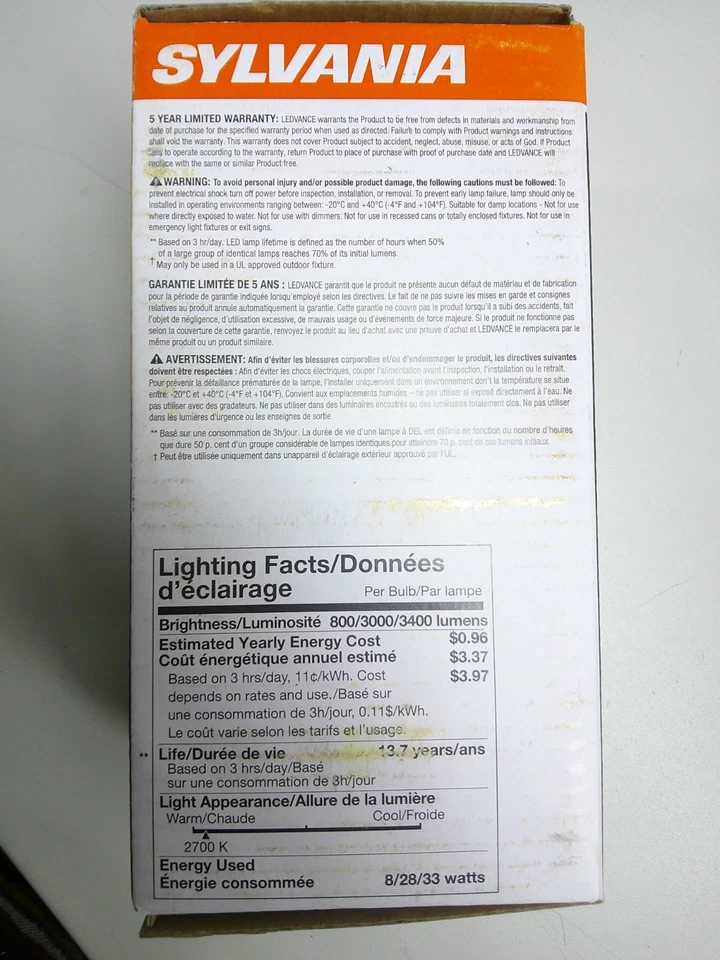 SYLVANIA
5 YEAR LIMITED WARRANTY: LEDVANCE warrants the Product to be free from defects in materials and workmanship from
date of purchase for the specified warranty period when used as directed. Failure to comply with Product warnings and instructions
shall void the warranty. This warranty does not cover Product subject to accident, neglect, abuse, misuse, or acts of God. If Product
fails to operate according to the warranty, return Product to place of purchase with proof of purchase date and LEDVANCE will
replace with the same or similar Product free.
⚠ WARNING: To avoid personal injury and/or possible product damage, the following cautions must be followed: To
prevent electrical shock turn off power before inspection, installation, or removal. To prevent early lamp failure, lamp should only be
installed in operating environments ranging between: -20°C and +40°C (-4°F and +104°F). Suitable for damp locations - Not for use
where directly exposed to water. Not for use with dimmers. Not for use in recessed cans or totally enclosed fixtures. Not for use in
emergency light fixtures or exit signs.
** Based on 3 hr/day. LED lamp lifetime is defined as the number of hours when 50%
of a large group of identical lamps reaches 70% of its initial lumens.
† May only be used in a UL approved outdoor fixture.
GARANTIE LIMITÉE DE 5 ANS : LEDVANCE garantit que le produit ne présente aucun défaut de matériau et de fabrication
pour la période de garantie indiquée lorsqu'employé selon les directives. Le fait de ne pas suivre les mises en garde et consignes
relatives au produit annule automatiquement la garantie. Cette garantie ne couvre pas le produit lorsqu'il a subi des accidents, fait
l'objet de négligence, d'utilisation excessive, de mauvais usage ou d'événements de force majeure. Si le produit ne fonctionne pas
selon la couverture de cette garantie, renvoyez le produit au lieu d'achat avec une preuve d'achat et LEDVANCE le remplacera par le
même produit ou un produit similaire.
⚠ AVERTISSEMENT: Afin d'éviter les blessures corporelles et/ou d'endommager le produit, les directives suivantes
doivent être respectées : Afin d'éviter les chocs électriques, couper l'alimentation avant l'inspection, l'installation ou le retrait.
Pour prévenir la défaillance prématurée de la lampe, l'installer uniquement dans un environnement don't la température se situe
entre: -20°C et +40°C (-4°F et +104°F). Convient aux emplacements humides – ne pas utiliser si exposé directement à l'eau. Ne pas
utiliser avec des gradateurs. Ne pas utiliser dans des luminaires encastrés ou des luminaires totalement clos. Ne pas utiliser
dans les lumières d'urgence ou les enseignes de sortie.
** Basé sur une consommation de 3h/jour. La durée de vie d'une lampe à DEL est définie en fonction du nombre d'heures
que dure 50 p. cent d'un groupe considérable de lampes identiques pour atteindre 70 p. cent de ces lumens initiaux.
† Peut être utilisée uniquement dans unappareil d'éclairage extérieur approuvé par l'UL.
Lighting Facts/Données
d'éclairage Per Bulb/Par lampe
Brightness/Luminosité 800/3000/3400 lumens
Estimated Yearly Energy Cost $0.96
Coût énergétique annuel estimé $3.37
Based on 3 hrs/day, 11¢/kWh. Cost $3.97
depends on rates and use./Basé sur
une consommation de 3h/jour, 0.11$/kWh.
Le coût varie selon les tarifs et l'usage.
** Life/Durée de vie 13.7 years/ans
Based on 3 hrs/day/Basé
sur une consommation de 3h/jour
Light Appearance/Allure de la lumière
Warm/Chaude Cool/Froide
2700 K
Energy Used
Énergie consommée 8/28/33 watts